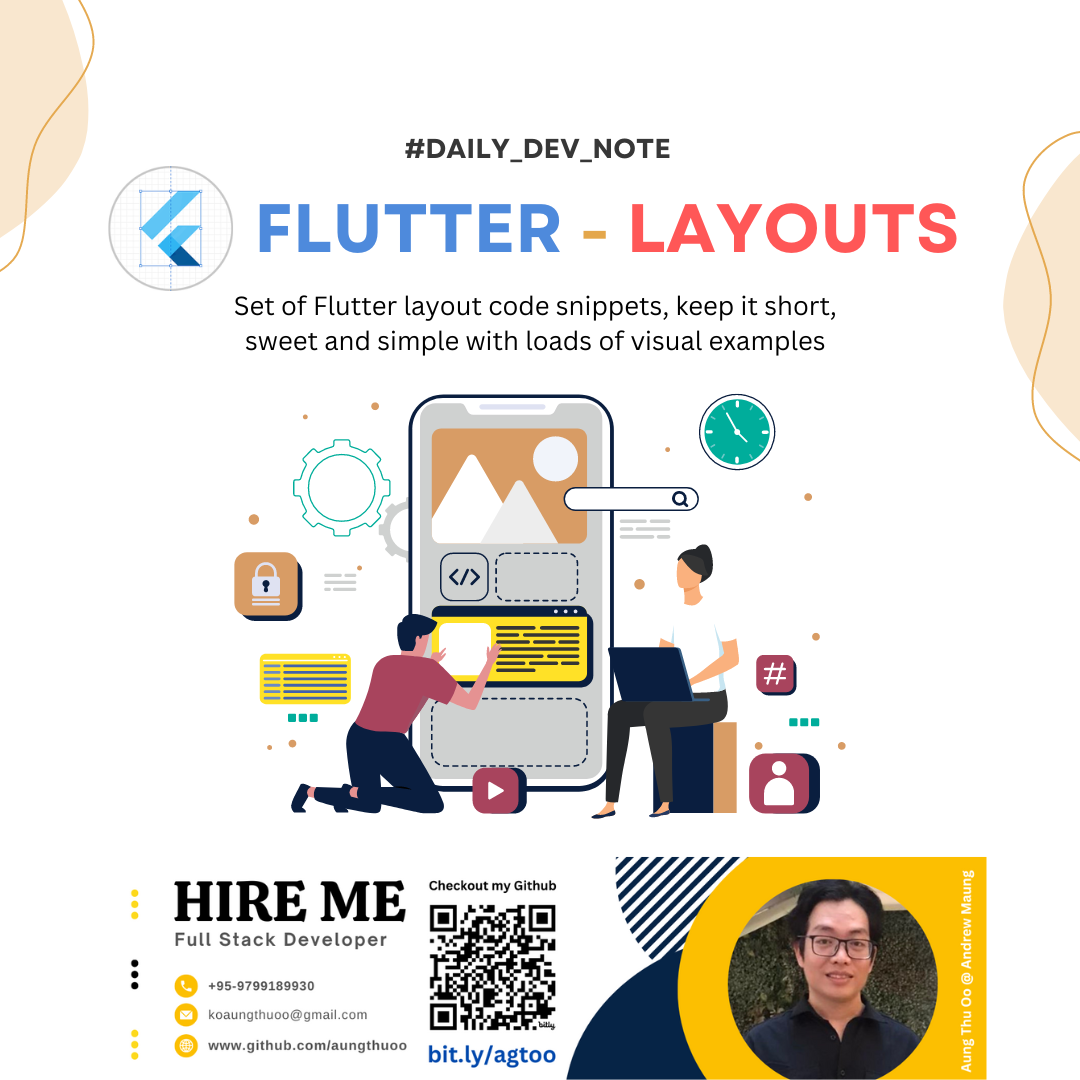 #DAILY_DEV_NOTE
FLUTTER - LAYOUTS
Set of Flutter layout code snippets, keep it short,
sweet and simple with loads of visual examples
</>
#
HIRE ME
Full Stack Developer
+95-9799189930
koaungthuoo@gmail.com
www.github.com/aungthuoo
Checkout my Github
bitly
bit.ly/agtoo
Aung Thu Oo @ Andrew Maung